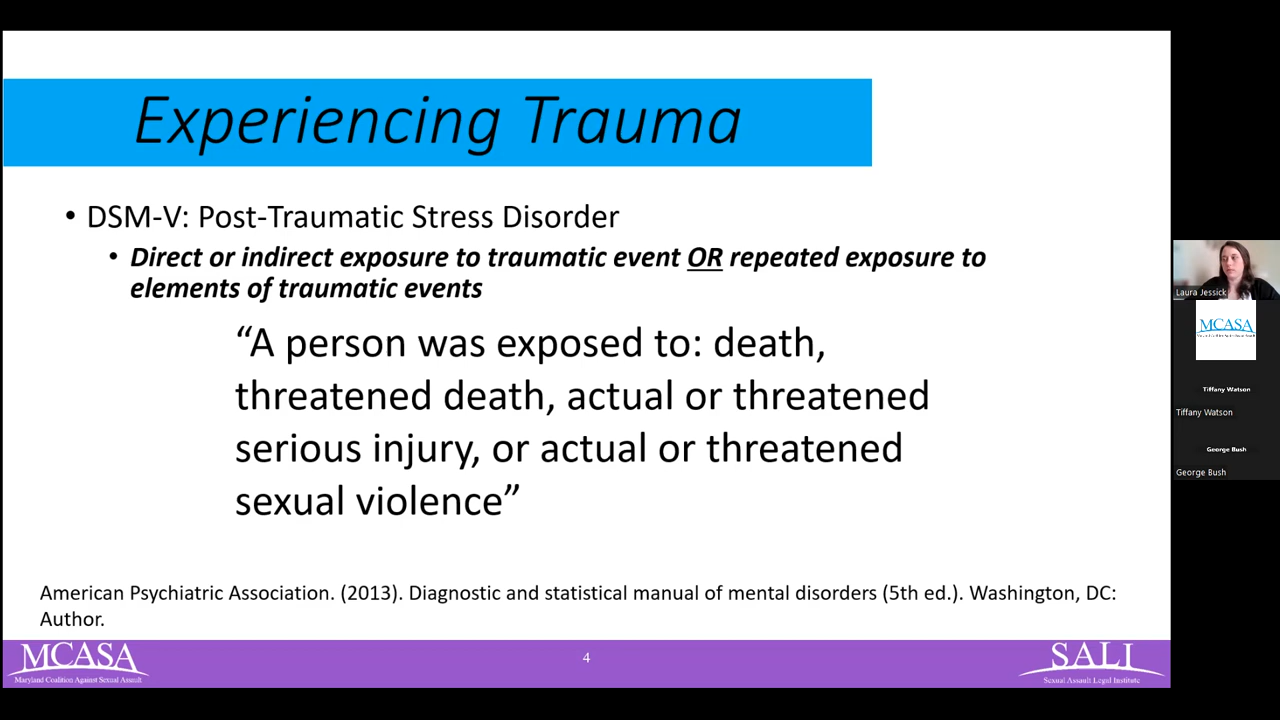 Experiencing Trauma
• DSM-V: Post-Traumatic Stress Disorder
• Direct or indirect exposure to traumatic event OR repeated exposure to
elements of traumatic events
“A person was exposed to: death,
threatened death, actual or threatened
serious injury, or actual or threatened
sexual violence”
American Psychiatric Association. (2013). Diagnostic and statistical manual of mental disorders (5th ed.). Washington, DC:
Author.
MCASA
Maryland Coalition Against Sexual Assault
4
SALI
Sexual Assault Legal Institute
Laura Jessick
MCASA
Tiffany Watson
Tiffany Watson
George Bush
George Bush